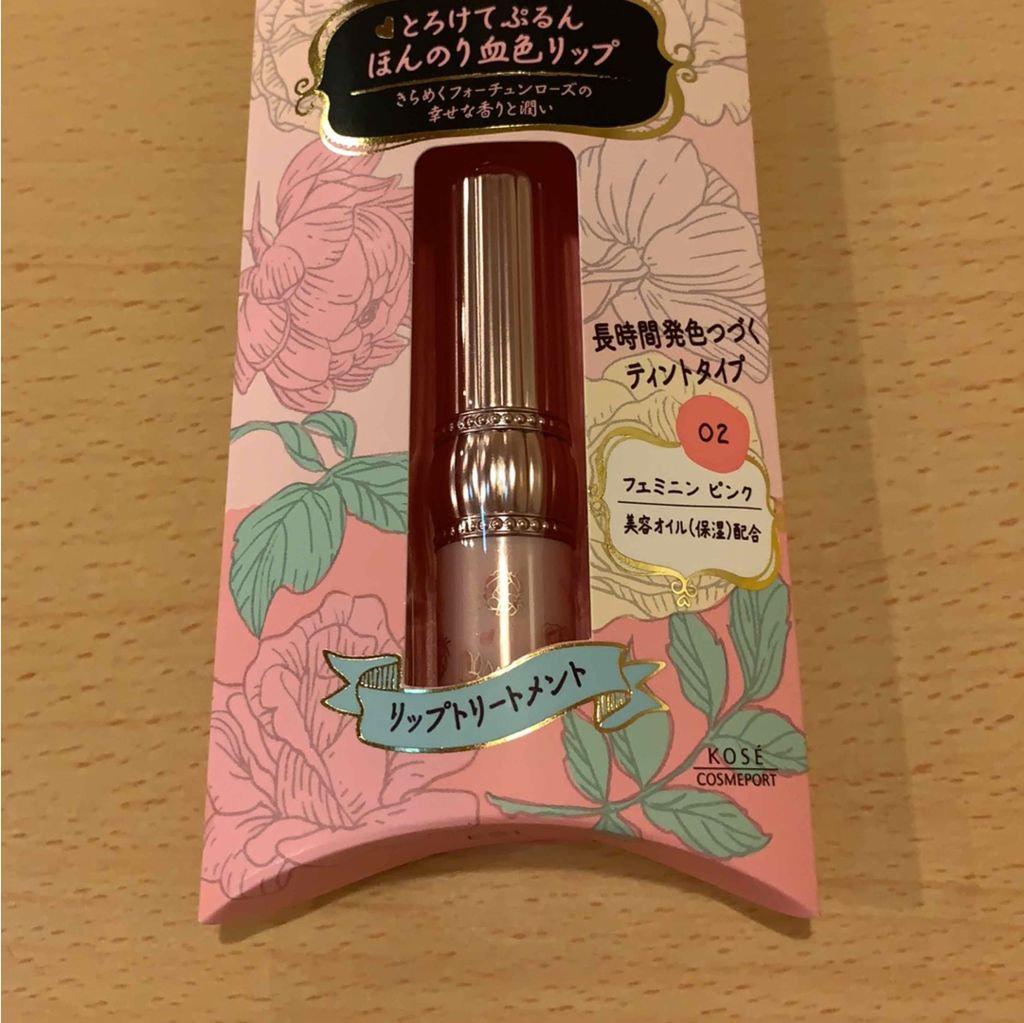 とろけてぷるん
ほんのり血色リップ
きらめくフォーチュンローズの
幸せな香りと潤い
長時間発色つづく
ティントタイプ
02
フェミニン ピンク
美容オイル(保湿)配合
リップトリートメント
KOSÉ
COSMEPORT